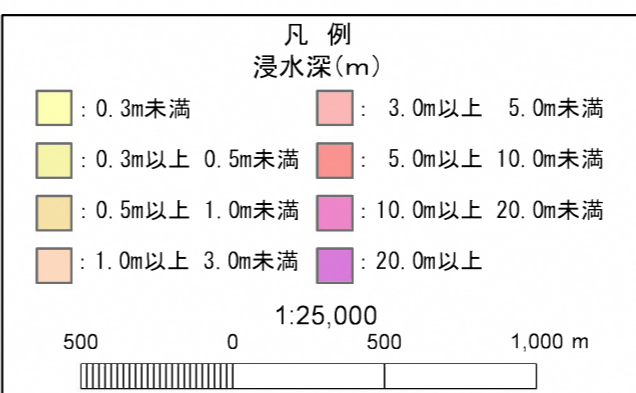 凡 例
浸水深(m)
: 0.3m未満
: 3.0m以上 5.0m未満
: 0.3m以上 0.5m未満
: 5.0m以上 10.0m未満
: 0.5m以上 1.0m未満
: 10.0m以上 20.0m未満
: 1.0m以上 3.0m未満
: 20.0m以上
1:25,000
500 0 500 1,000 m